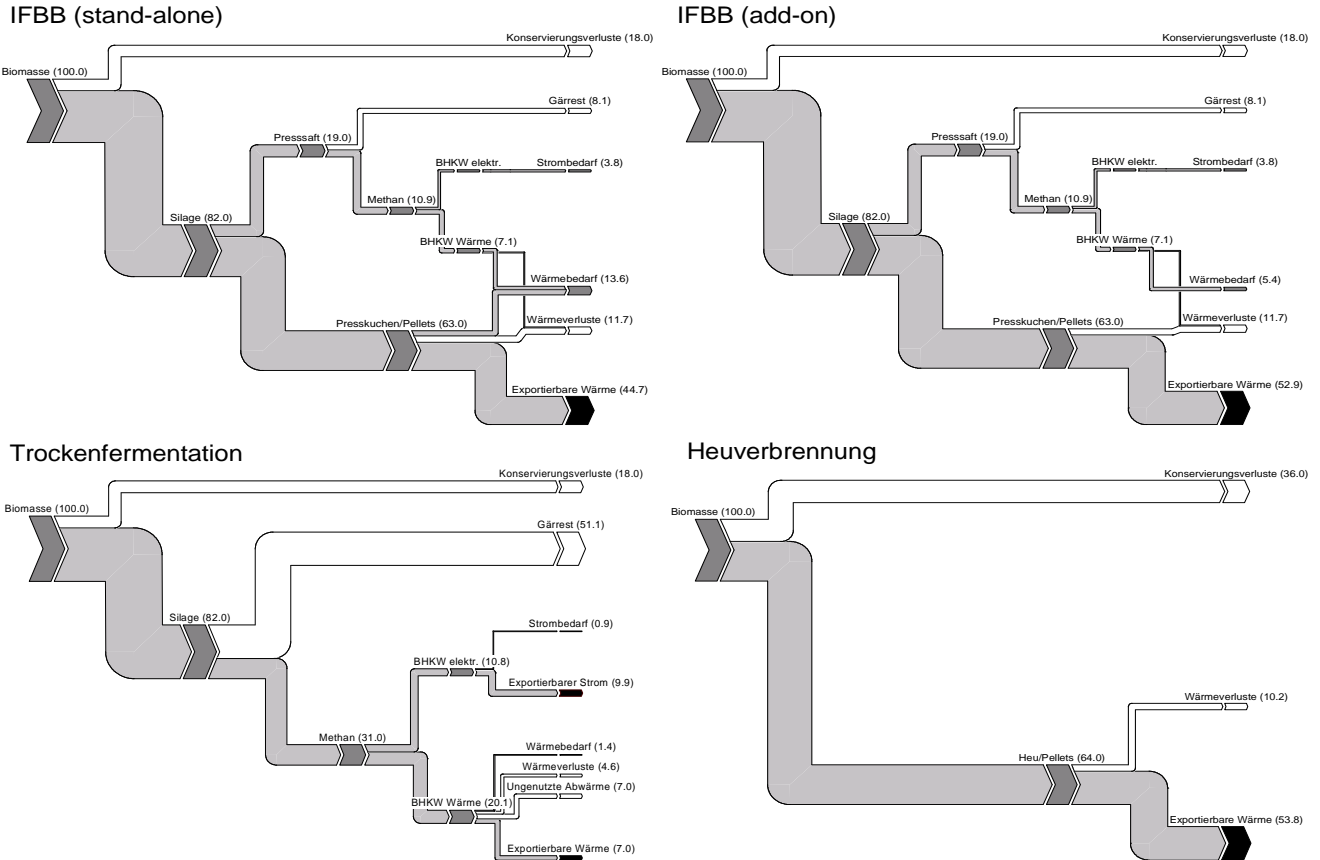 IFBB (stand-alone)
Konservierungsverluste (18.0)
Biomasse (100.0)
Gärrest (8.1)
Presssaft (19.0)
BHKW elektr.
Strombedarf (3.8)
Methan (10.9)
Silage (82.0)
BHKW Wärme (7.1)
Wärmebedarf (13.6)
Wärmeverluste (11.7)
Presskuchen/Pellets (63.0)
Exportierbare Wärme (44.7)
IFBB (add-on)
Konservierungsverluste (18.0)
Biomasse (100.0)
Gärrest (8.1)
Presssaft (19.0)
BHKW elektr.
Strombedarf (3.8)
Methan (10.9)
Silage (82.0)
BHKW Wärme (7.1)
Wärmebedarf (5.4)
Wärmeverluste (11.7)
Presskuchen/Pellets (63.0)
Exportierbare Wärme (52.9)
Trockenfermentation
Konservierungsverluste (18.0)
Biomasse (100.0)
Gärrest (51.1)
Silage (82.0)
Strombedarf (0.9)
BHKW elektr. (10.8)
Exportierbarer Strom (9.9)
Methan (31.0)
Wärmebedarf (1.4)
Wärmeverluste (4.6)
Ungenutzte Abwärme (7.0)
BHKW Wärme (20.1)
Exportierbare Wärme (7.0)
Heuverbrennung
Konservierungsverluste (36.0)
Biomasse (100.0)
Wärmeverluste (10.2)
Heu/Pellets (64.0)
Exportierbare Wärme (53.8)